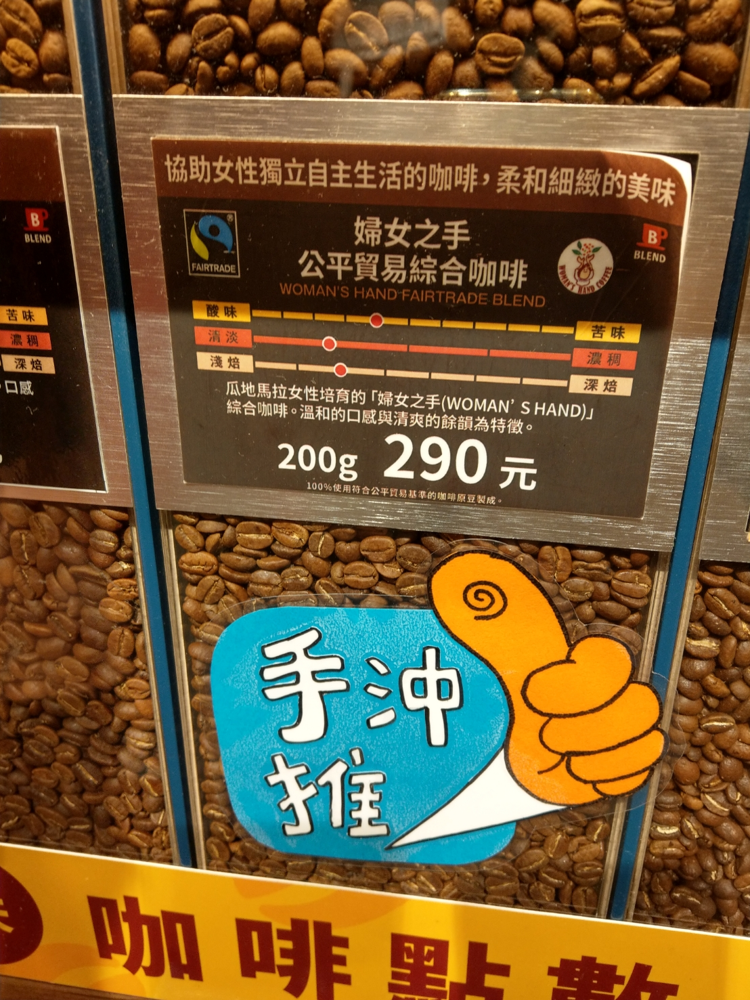 協助女性獨立自主生活的咖啡，柔和細緻的美味
FAIRTRADE
婦女之手
公平貿易綜合咖啡
WOMAN'S HAND FAIRTRADE BLEND
WOMAN'S HAND COFFEE
B
BLEND
酸味
苦味
清淡
濃稠
淺焙
深焙
瓜地馬拉女性培育的「婦女之手(WOMAN'S HAND)」
綜合咖啡。溫和的口感與清爽的餘韻為特徵。
200g 290元
100%使用符合公平貿易基準的咖啡原豆製成。
B
BLEND
苦味
濃稠
深焙
口感
手沖
推
咖啡點數